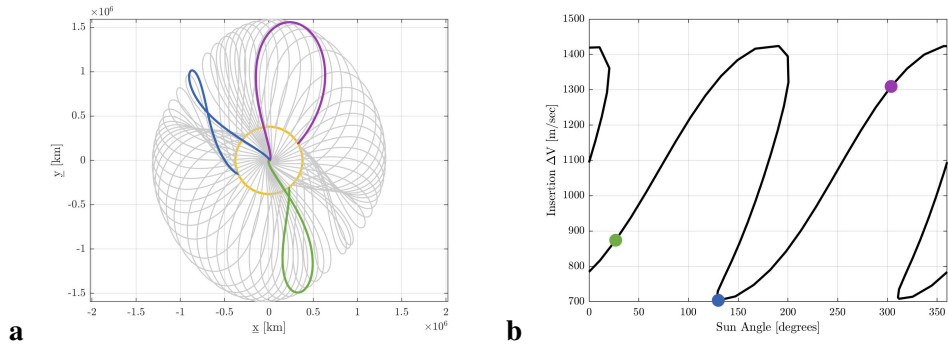 ×10⁶
1.5
1
0.5
0
-0.5
-1
-1.5
y [km]
-2 -1.5 -1 -0.5 0 0.5 1 1.5 2
x [km]
×10⁶
a
1500
1400
1300
1200
1100
1000
900
800
700
Insertion ΔV [m/sec]
0 50 100 150 200 250 300 350
Sun Angle [degrees]
b